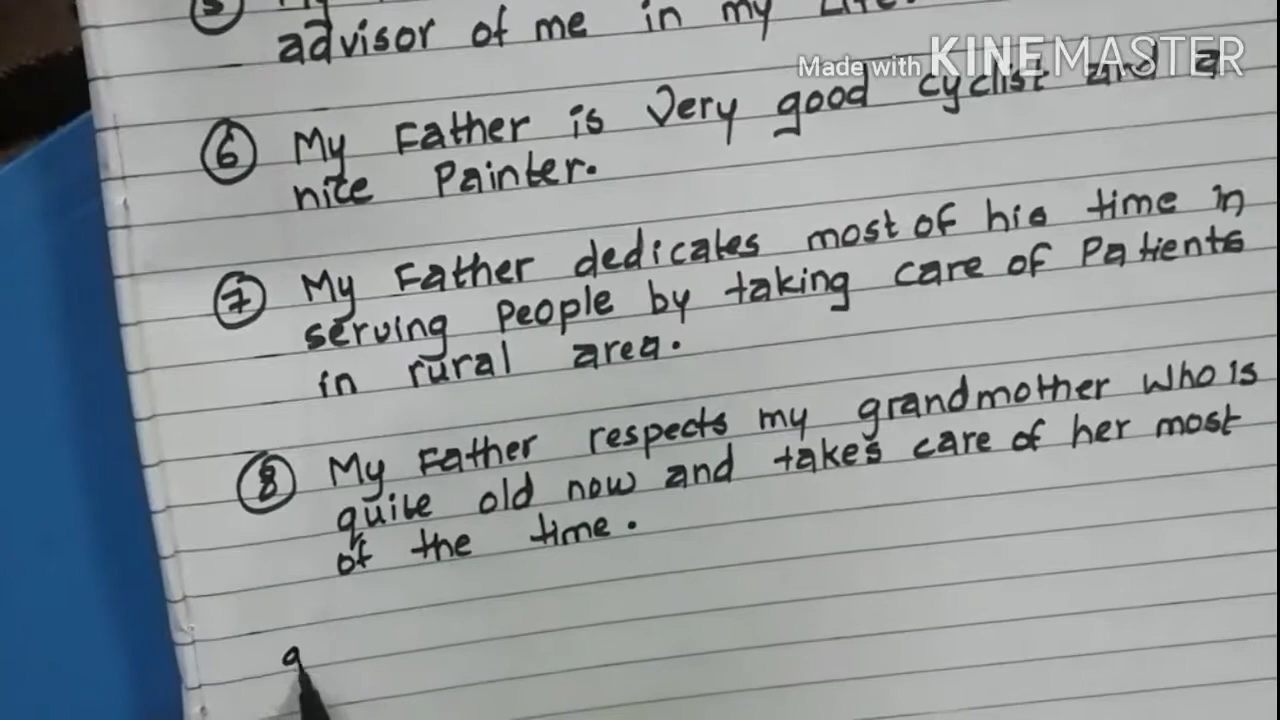 5
advisor of me in my Life.
Made with KINEMASTER
6 My Father is very good cyclist and a
nice Painter.
7 My Father dedicates most of his time in
serving people by taking care of Patients
in rural area.
8 My Father respects my grandmother who is
quite old now and takes care of her most
of the time.
9